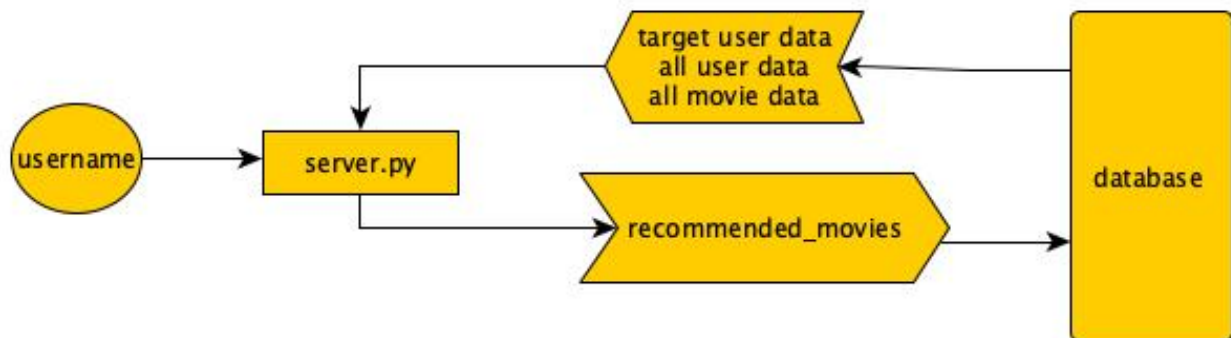 target user data
all user data
all movie data
username
server.py
database
recommended_movies